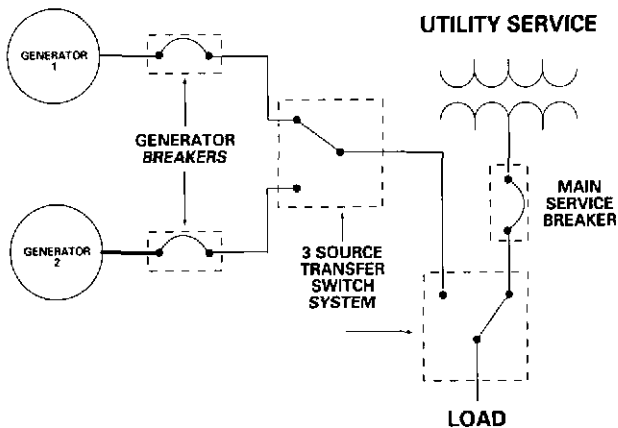 UTILITY SERVICE
GENERATOR
1
GENERATOR
BREAKERS
MAIN
SERVICE
BREAKER
GENERATOR
2
3 SOURCE
TRANSFER
SWITCH
SYSTEM
LOAD